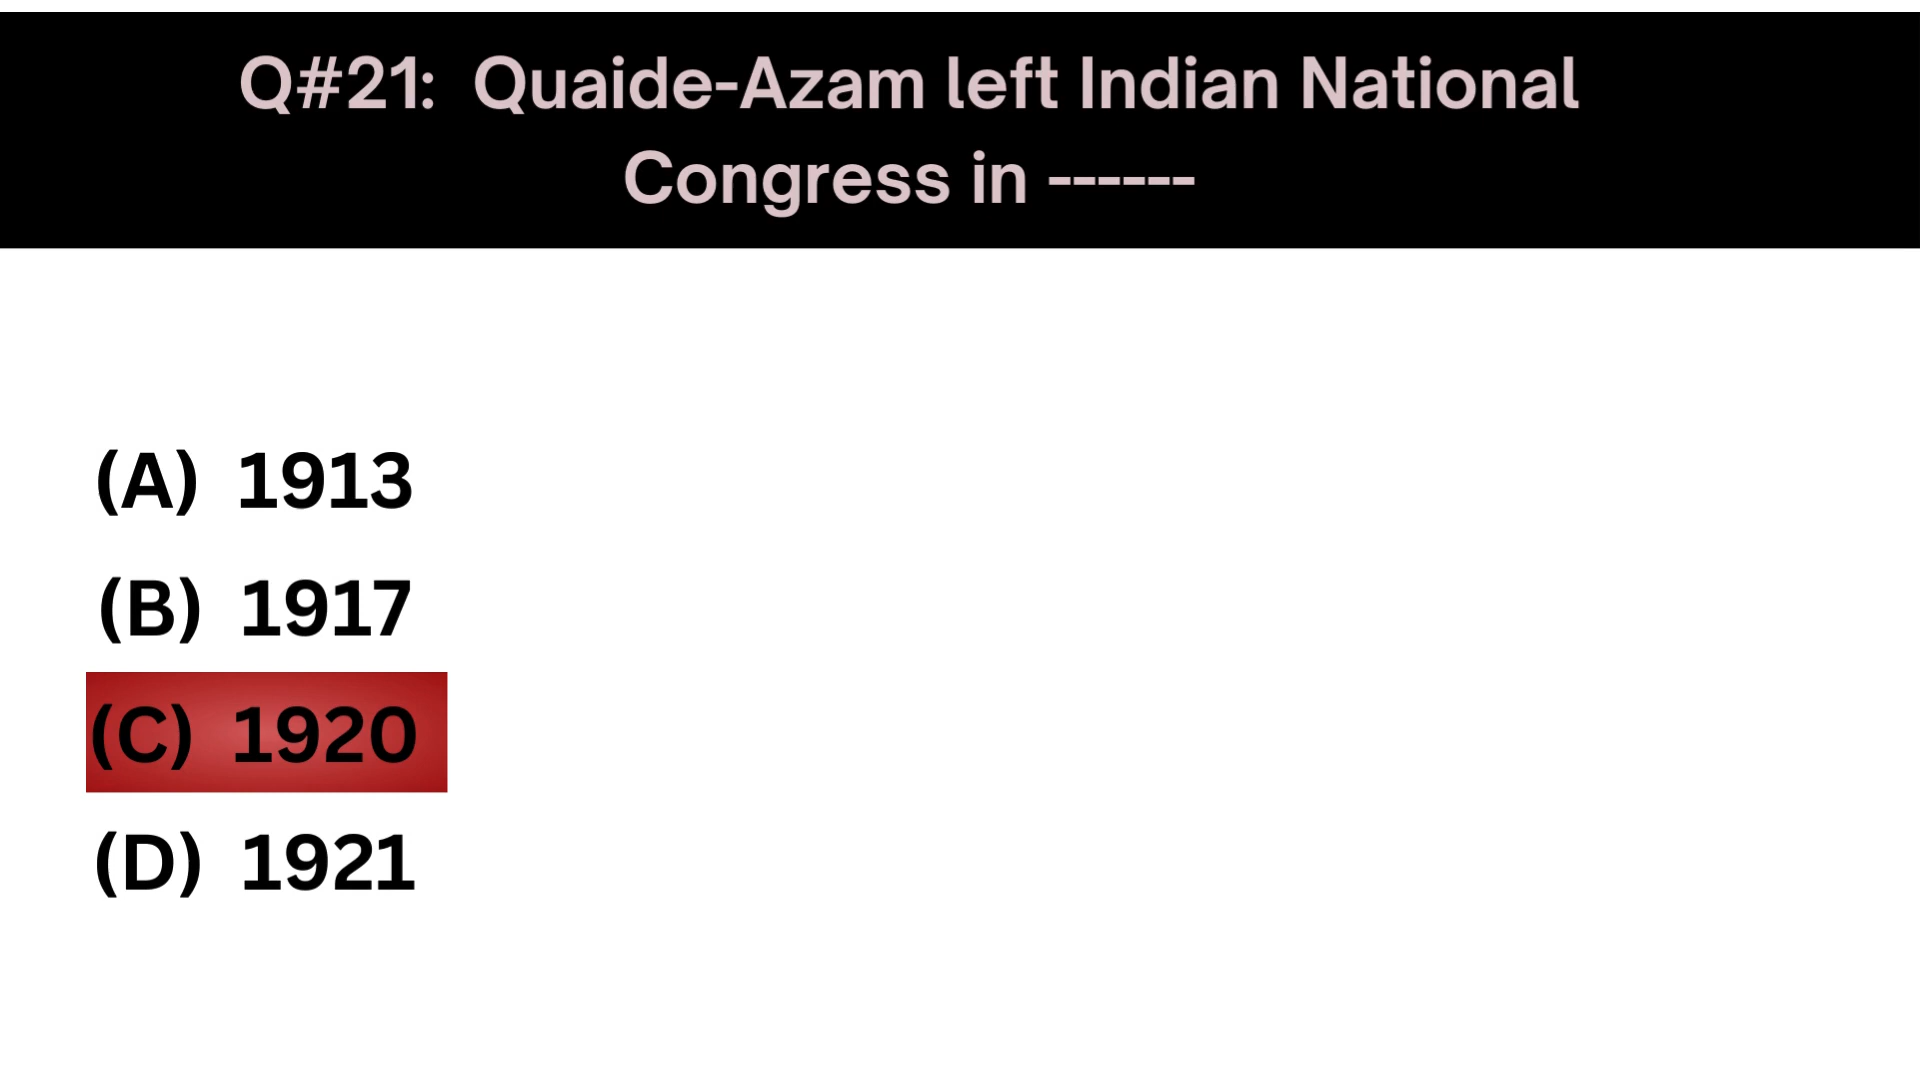 Q#21: Quaide-Azam left Indian National
Congress in ------
(A) 1913
(B) 1917
(C) 1920
(D) 1921